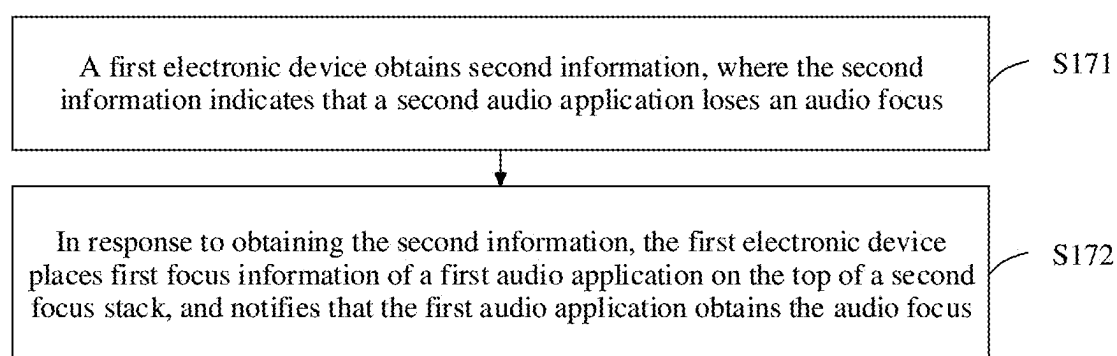 A first electronic device obtains second information, where the second
S171
information indicates that a second audio application loses an audio focus
In response to obtaining the second information, the first electronic device
S172
places first focus information of a first audio application on the top of a second
focus stack, and notifies that the first audio application obtains the audio focus